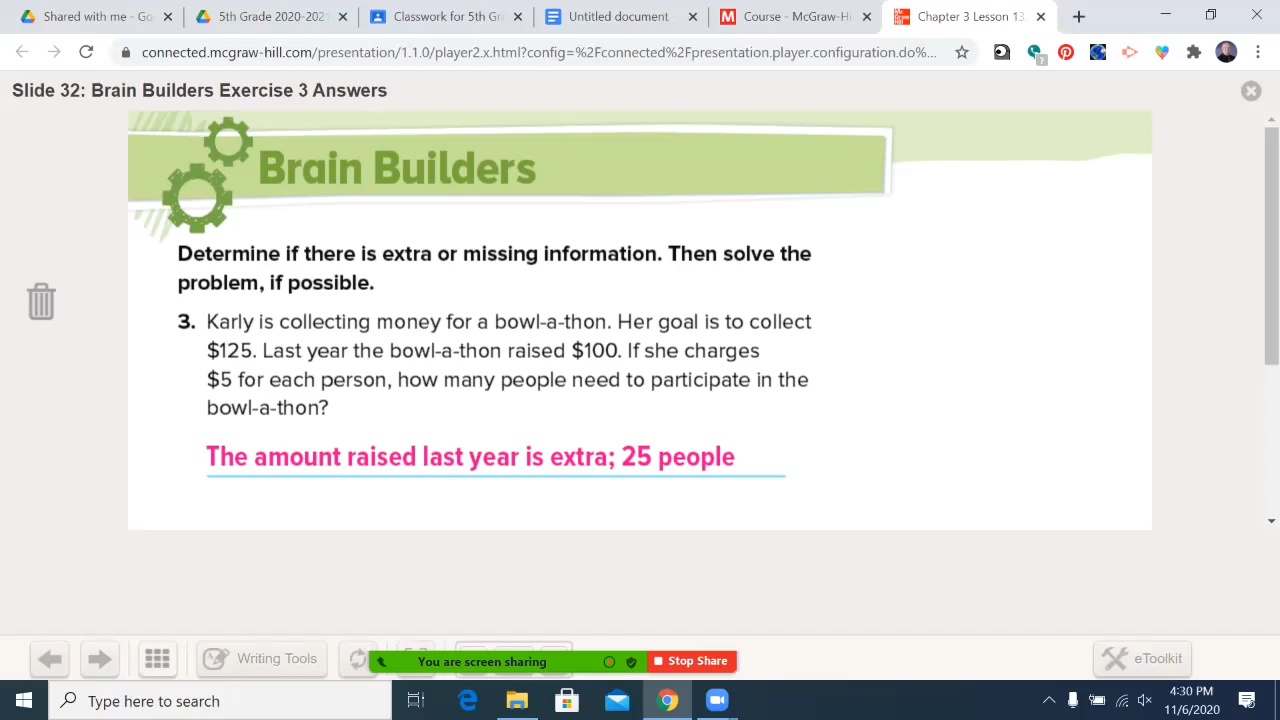 Shared with me - Go
5th Grade 2020-202
Classwork for 5th Gr
Untitled document
Course - McGraw-Hi
Chapter 3 Lesson 13
connected.mcgraw-hill.com/presentation/1.1.0/player2.x.html?config=%2Fconnected%2Fpresentation.player.configuration.do%...
Slide 32: Brain Builders Exercise 3 Answers
Brain Builders
Determine if there is extra or missing information. Then solve the
problem, if possible.
3. Karly is collecting money for a bowl-a-thon. Her goal is to collect
$125. Last year the bowl-a-thon raised $100. If she charges
$5 for each person, how many people need to participate in the
bowl-a-thon?
The amount raised last year is extra; 25 people
Writing Tools
You are screen sharing
Stop Share
eToolkit
Type here to search
4:30 PM
11/6/2020